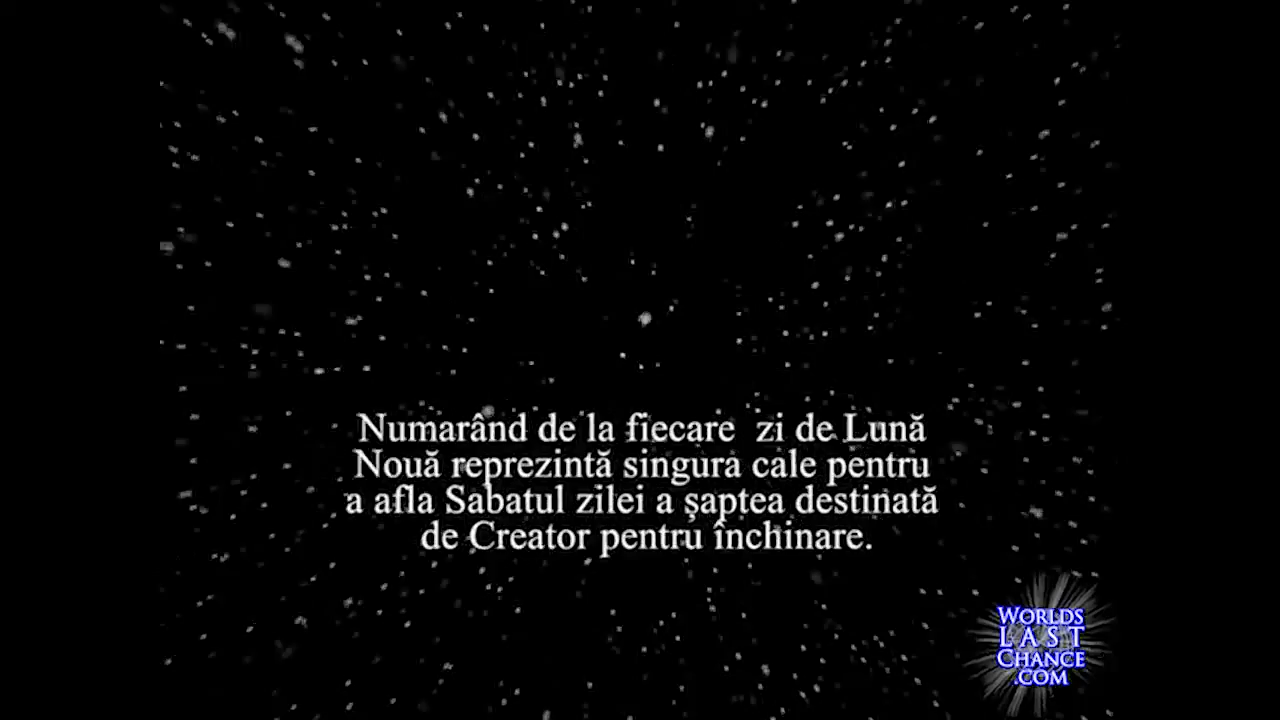 Numarând de la fiecare  zi de Lună
Nouă reprezintă singura cale pentru
a afla Sabatul zilei a șaptea destinată
de Creator pentru închinare.
WORLDS
LAST
CHANCE
.COM